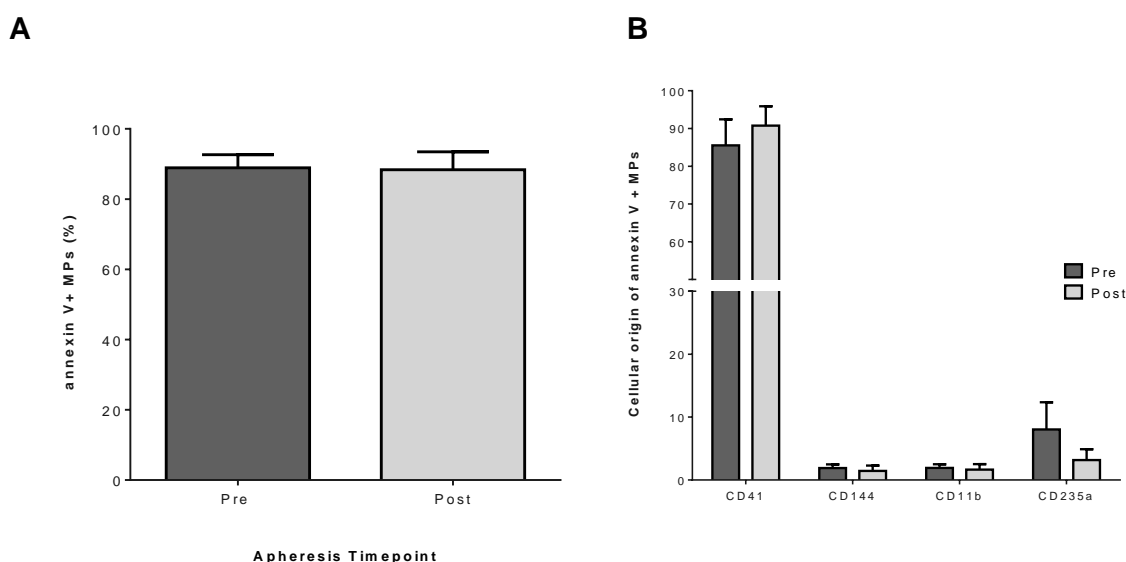 A
annexin V+ MPs (%)
100
80
60
40
20
0
Pre Post
Apheresis Timepoint
B
Cellular origin of annexin V + MPs
100
90
80
70
60
30
20
10
0
CD41 CD144 CD11b CD235a
Pre
Post